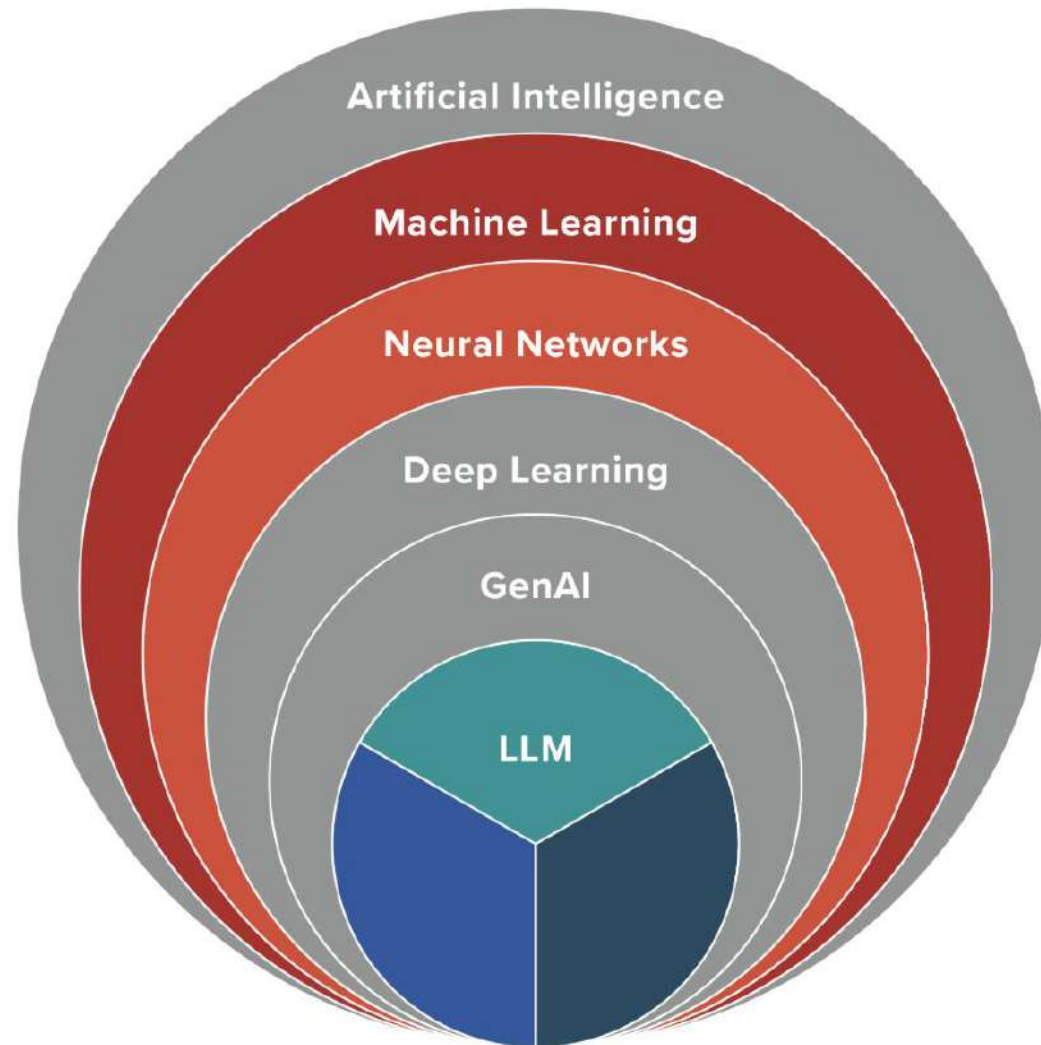 Artificial Intelligence
Machine Learning
Neural Networks
Deep Learning
GenAI
LLM